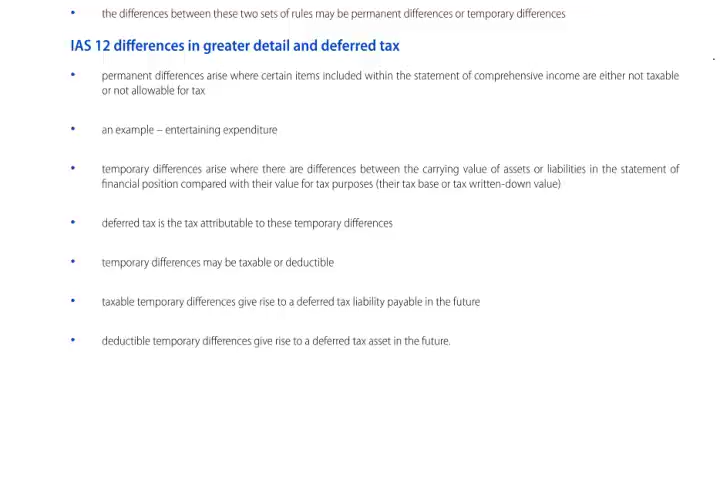 • the differences between these two sets of rules may be permanent differences or temporary differences
IAS 12 differences in greater detail and deferred tax
• permanent differences arise where certain items included within the statement of comprehensive income are either not taxable
or not allowable for tax
• an example – entertaining expenditure
• temporary differences arise where there are differences between the carrying value of assets or liabilities in the statement of
financial position compared with their value for tax purposes (their tax base or tax written-down value)
• deferred tax is the tax attributable to these temporary differences
• temporary differences may be taxable or deductible
• taxable temporary differences give rise to a deferred tax liability payable in the future
• deductible temporary differences give rise to a deferred tax asset in the future.